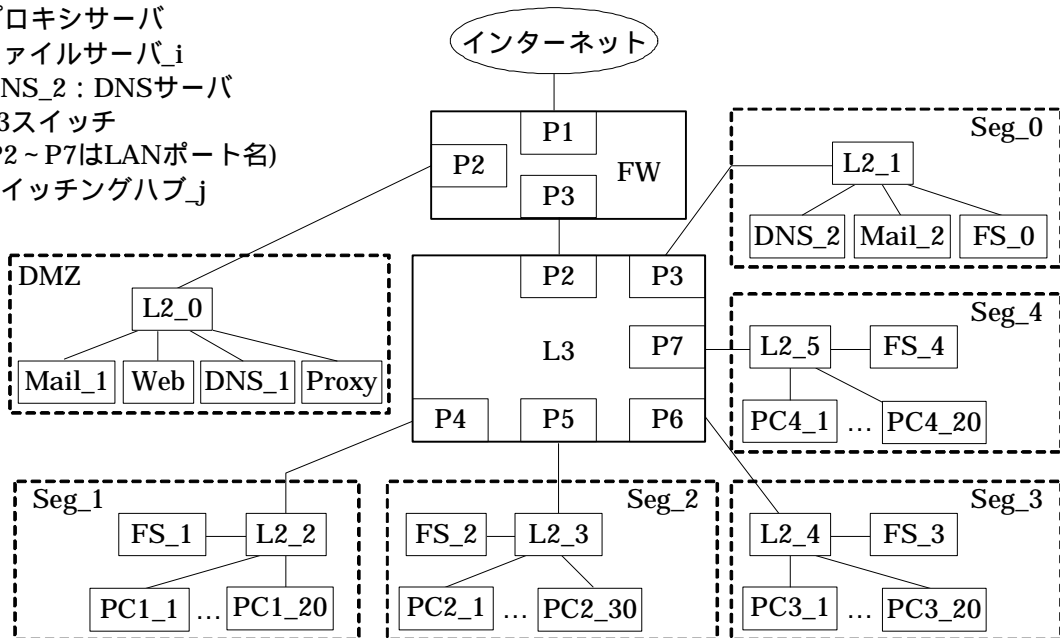 プロキシサーバ
ァイルサーバ_i
NS_2：DNSサーバ
3スイッチ
P2～P7はLANポート名)
イッチングハブ_j
インターネット
P1
P2
FW
P3
Seg_0
L2_1
DNS_2
Mail_2
FS_0
DMZ
L2_0
Mail_1
Web
DNS_1
Proxy
P2
P3
L3
P7
P4
P5
P6
Seg_4
L2_5
FS_4
PC4_1
…
PC4_20
Seg_1
FS_1
L2_2
PC1_1
…
PC1_20
Seg_2
FS_2
L2_3
PC2_1
…
PC2_30
Seg_3
L2_4
FS_3
PC3_1
…
PC3_20